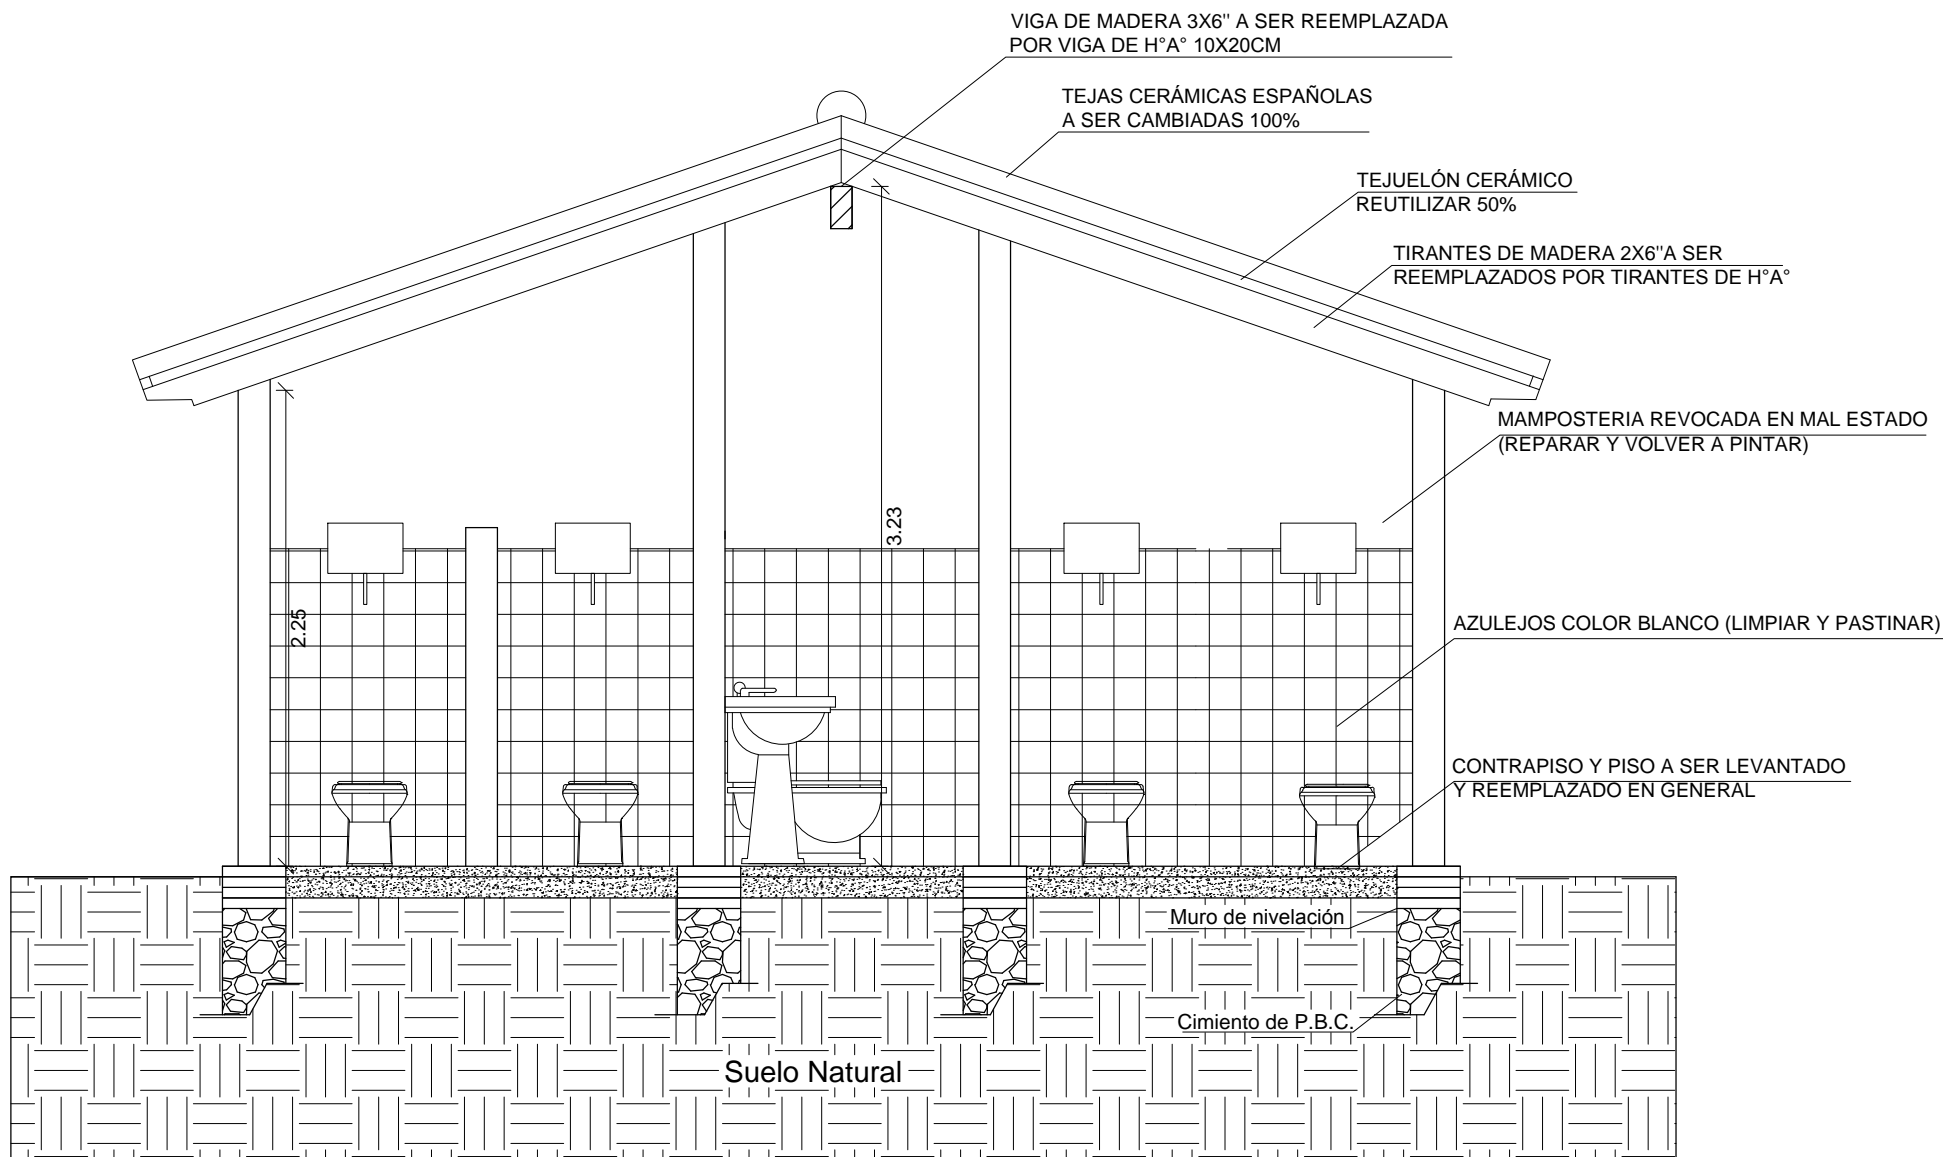 VIGA DE MADERA 3X6" A SER REEMPLAZADA
POR VIGA DE H°A° 10X20CM
TEJAS CERÁMICAS ESPAÑOLAS
A SER CAMBIADAS 100%
TEJUELÓN CERÁMICO
REUTILIZAR 50%
TIRANTES DE MADERA 2X6"A SER
REEMPLAZADOS POR TIRANTES DE H°A°
MAMPOSTERIA REVOCADA EN MAL ESTADO
(REPARAR Y VOLVER A PINTAR)
3.23
2.25
AZULEJOS COLOR BLANCO (LIMPIAR Y PASTINAR)
CONTRAPISO Y PISO A SER LEVANTADO
Y REEMPLAZADO EN GENERAL
Muro de nivelación
Cimiento de P.B.C.
Suelo Natural